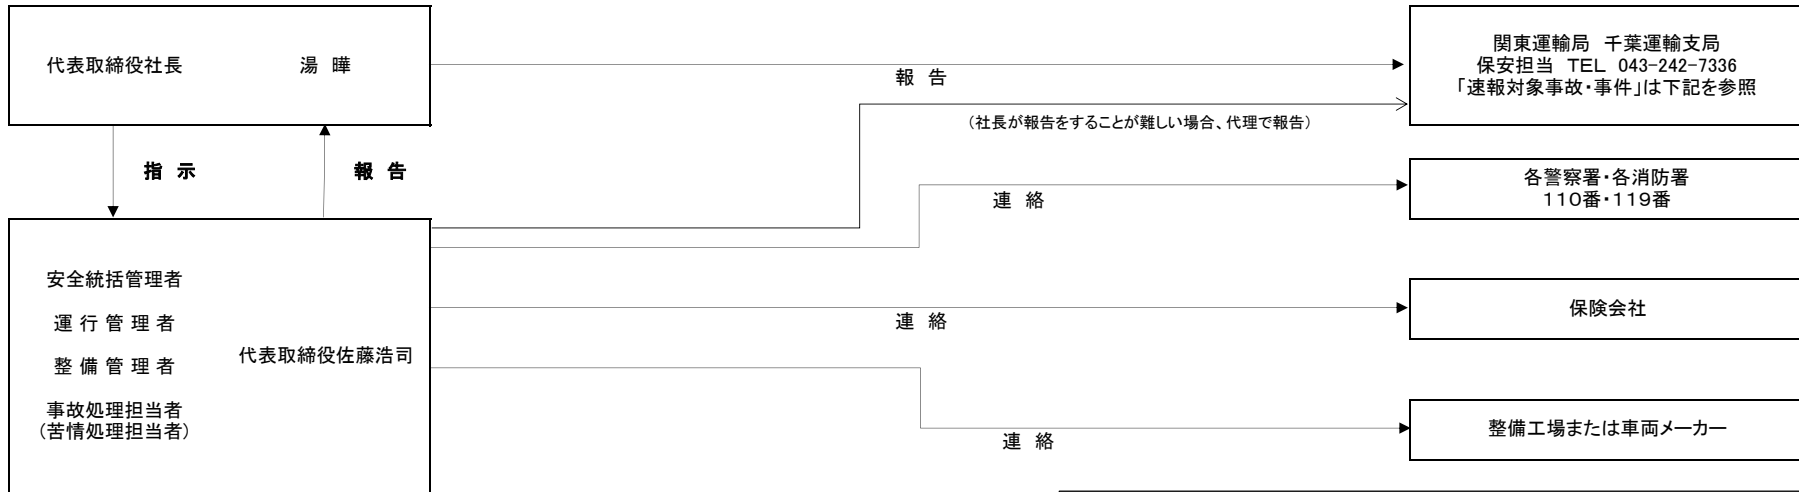 代表取締役社長 湯 曄
報 告
関東運輸局 千葉運輸支局
保安担当 TEL 043-242-7336
「速報対象事故・事件」は下記を参照
（社長が報告をすることが難しい場合、代理で報告）
指 示
報 告
各警察署・各消防署
110番・119番
連 絡
安全統括管理者
運 行 管 理 者
整 備 管 理 者
事故処理担当者
(苦情処理担当者)
代表取締役佐藤浩司
保険会社
連 絡
整備工場または車両メーカー
連 絡